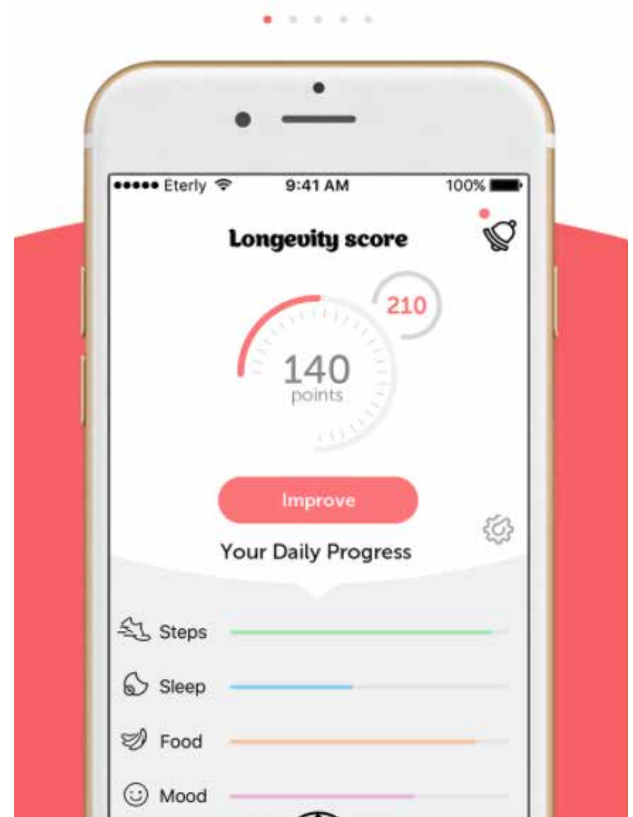 Eterly
9:41 AM
100%
Longevity score
210
140
points
Improve
Your Daily Progress
Steps
Sleep
Food
Mood